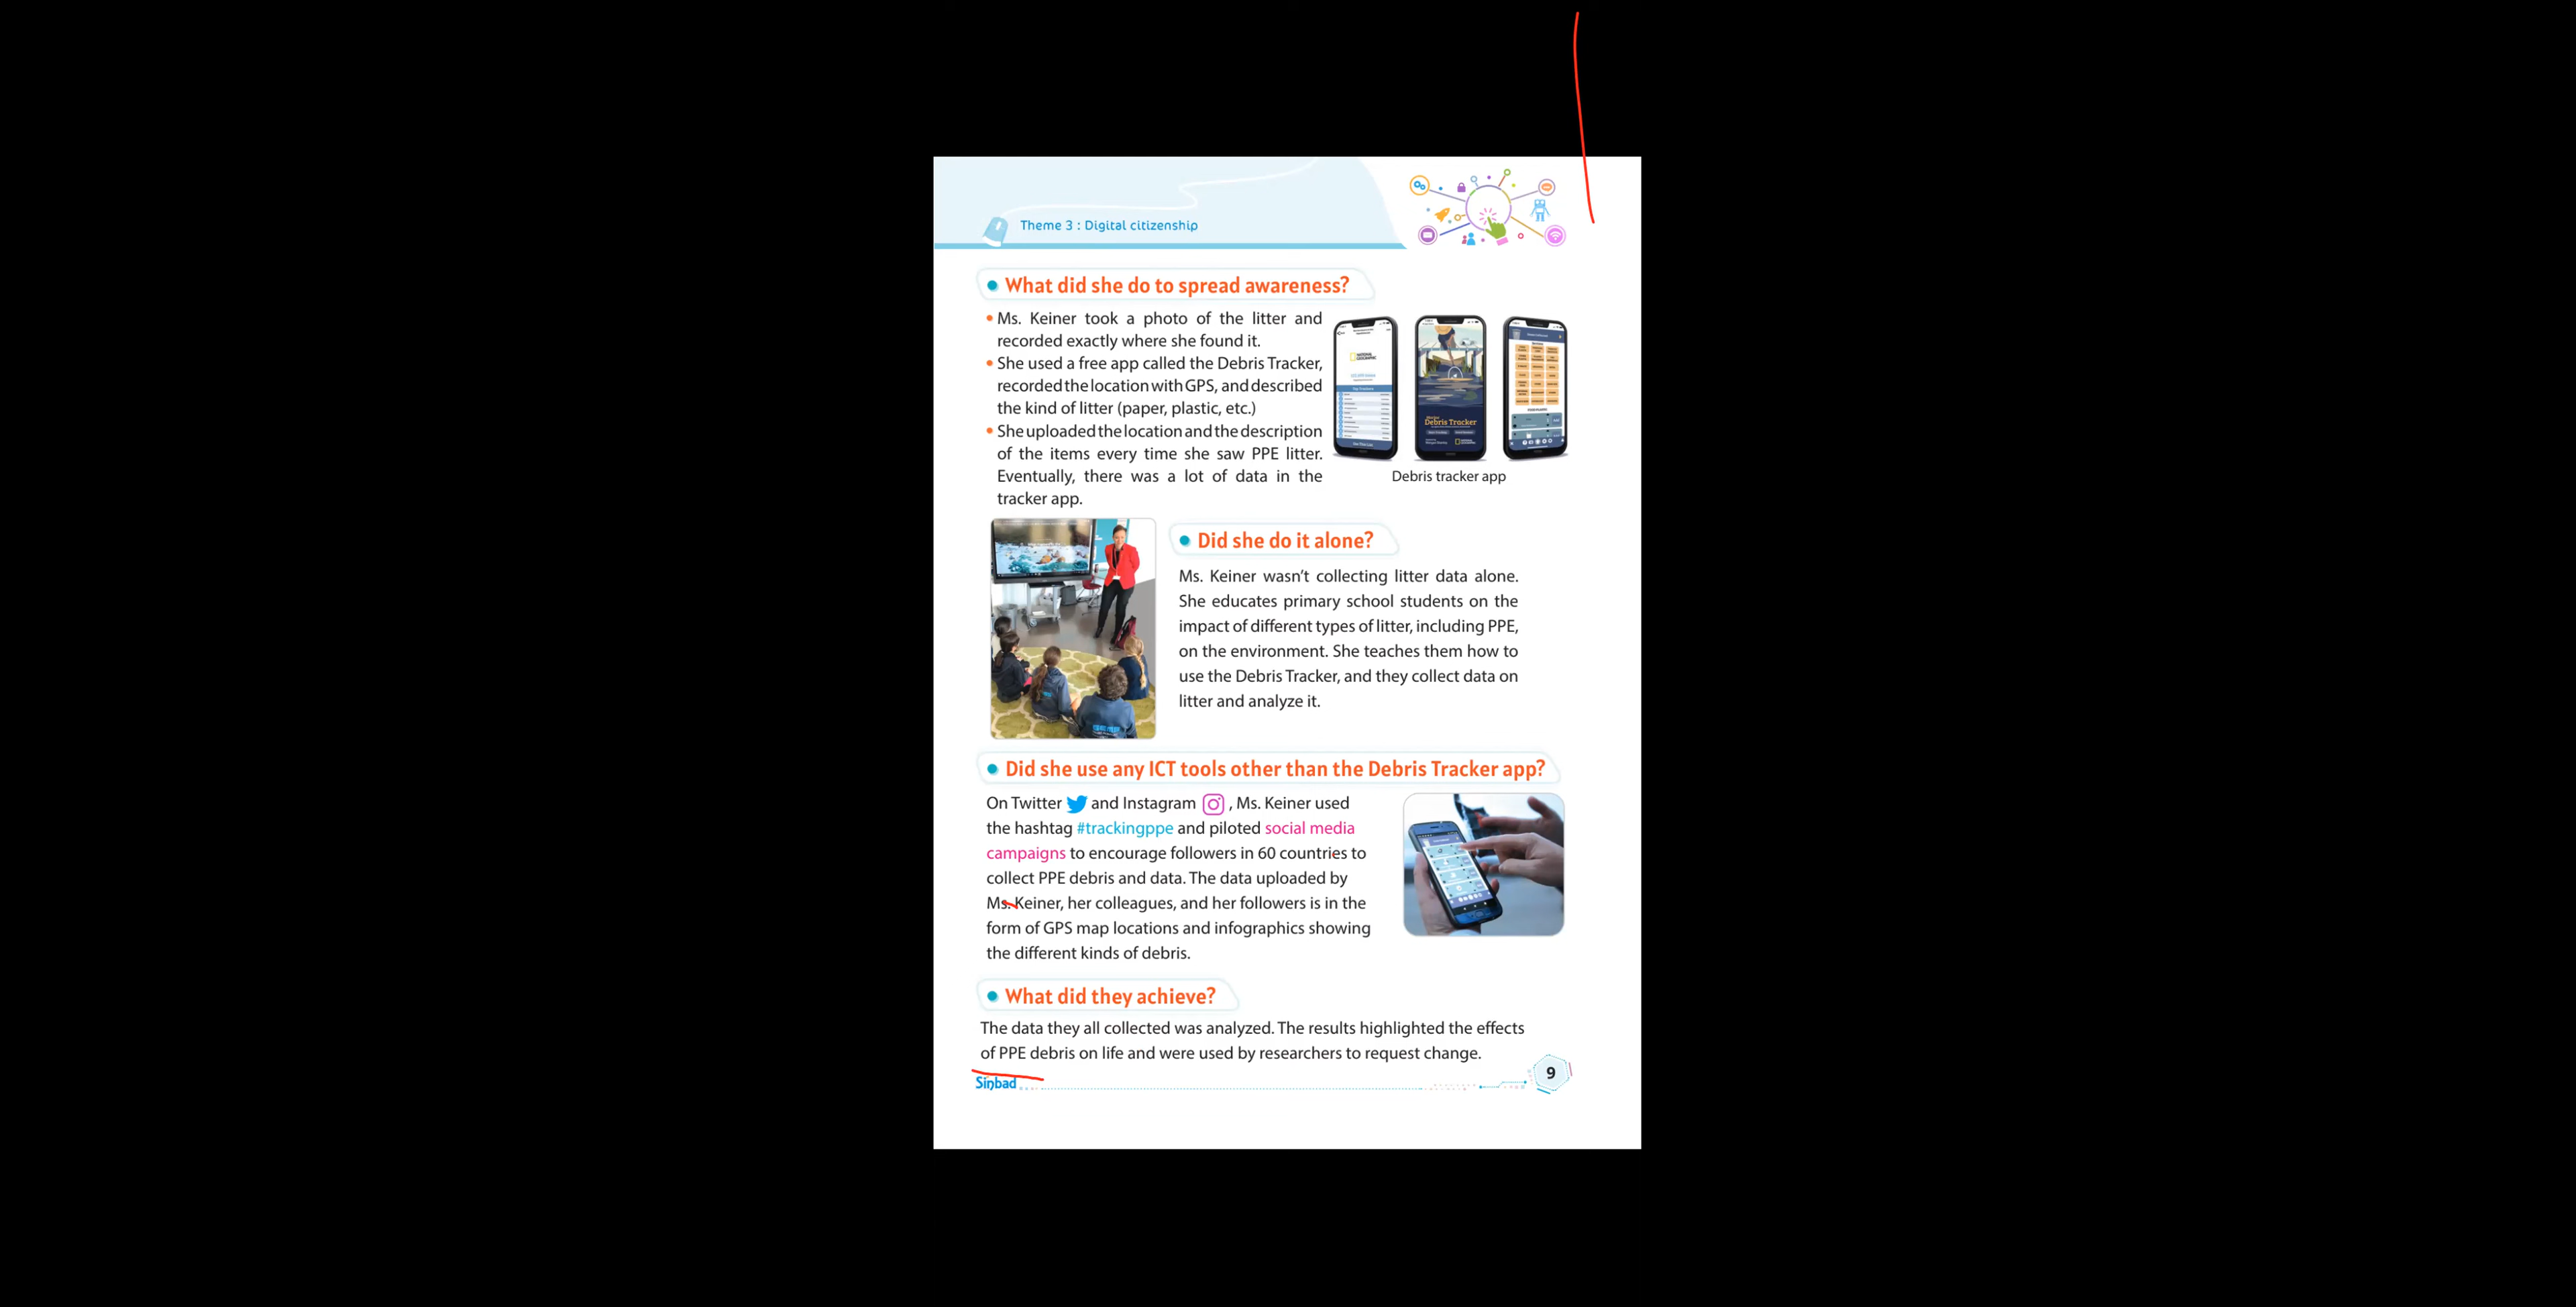 Theme 3 : Digital citizenship
What did she do to spread awareness?
• Ms. Keiner took a photo of the litter and
recorded exactly where she found it.
• She used a free app called the Debris Tracker,
recorded the location with GPS, and described
the kind of litter (paper, plastic, etc.)
• She uploaded the location and the description
of the items every time she saw PPE litter.
Eventually, there was a lot of data in the
tracker app.
Debris Tracker
Debris tracker app
Did she do it alone?
Ms. Keiner wasn't collecting litter data alone.
She educates primary school students on the
impact of different types of litter, including PPE,
on the environment. She teaches them how to
use the Debris Tracker, and they collect data on
litter and analyze it.
Did she use any ICT tools other than the Debris Tracker app?
On Twitter and Instagram , Ms. Keiner used
the hashtag #trackingppe and piloted social media
campaigns to encourage followers in 60 countries to
collect PPE debris and data. The data uploaded by
Ms. Keiner, her colleagues, and her followers is in the
form of GPS map locations and infographics showing
the different kinds of debris.
What did they achieve?
The data they all collected was analyzed. The results highlighted the effects
of PPE debris on life and were used by researchers to request change.
Sinbad
9